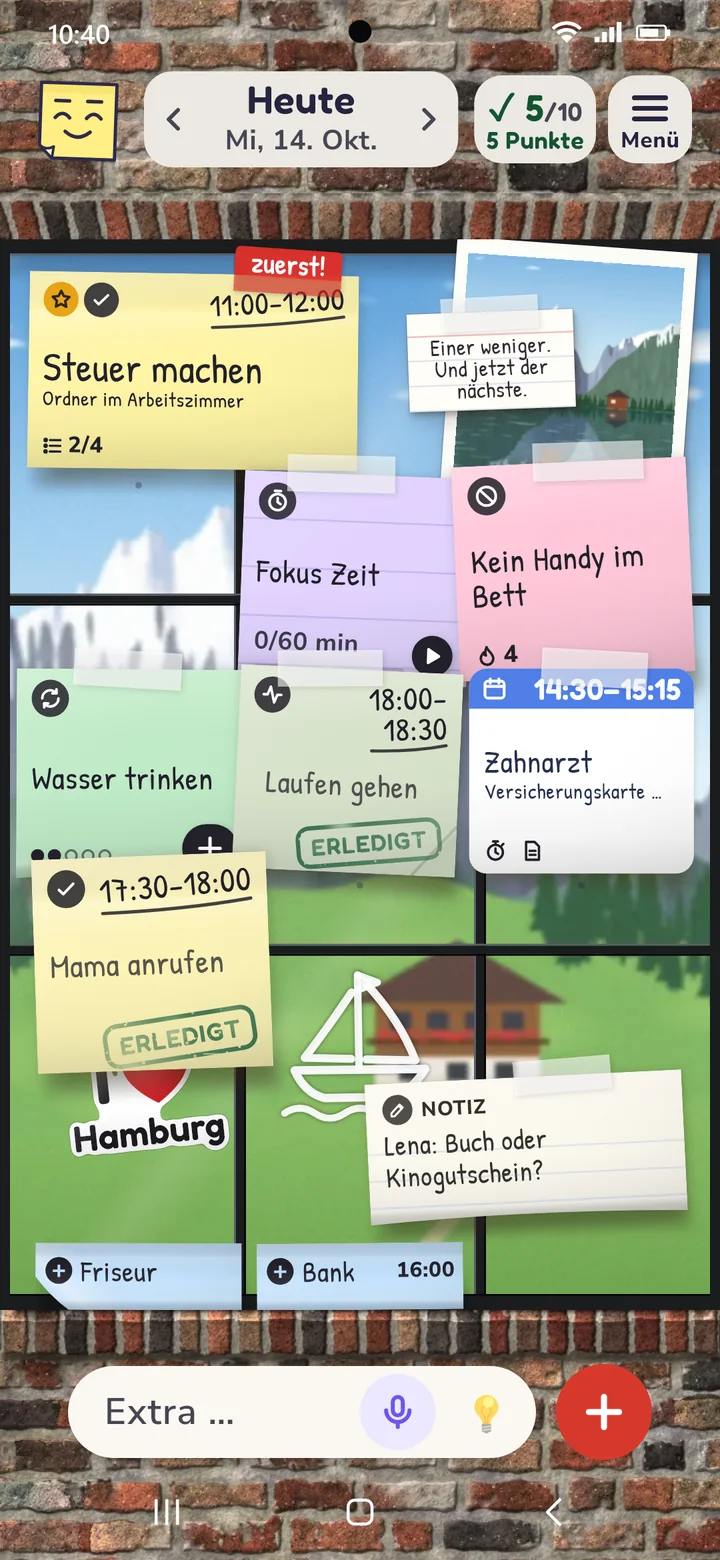 10:40
Heute
Mi, 14. Okt.
5/10
5 Punkte
Menü
zuerst!
11:00-12:00
Steuer machen
Ordner im Arbeitszimmer
2/4
Einer weniger.
Und jetzt der
nächste.
Fokus Zeit
0/60 min
Kein Handy im
Bett
4
Wasser trinken
18:00-
18:30
Laufen gehen
ERLEDIGT
14:30-15:15
Zahnarzt
Versicherungskarte ...
17:30-18:00
Mama anrufen
ERLEDIGT
I
Hamburg
NOTIZ
Lena: Buch oder
Kinogutschein?
Friseur
Bank 16:00
Extra ...